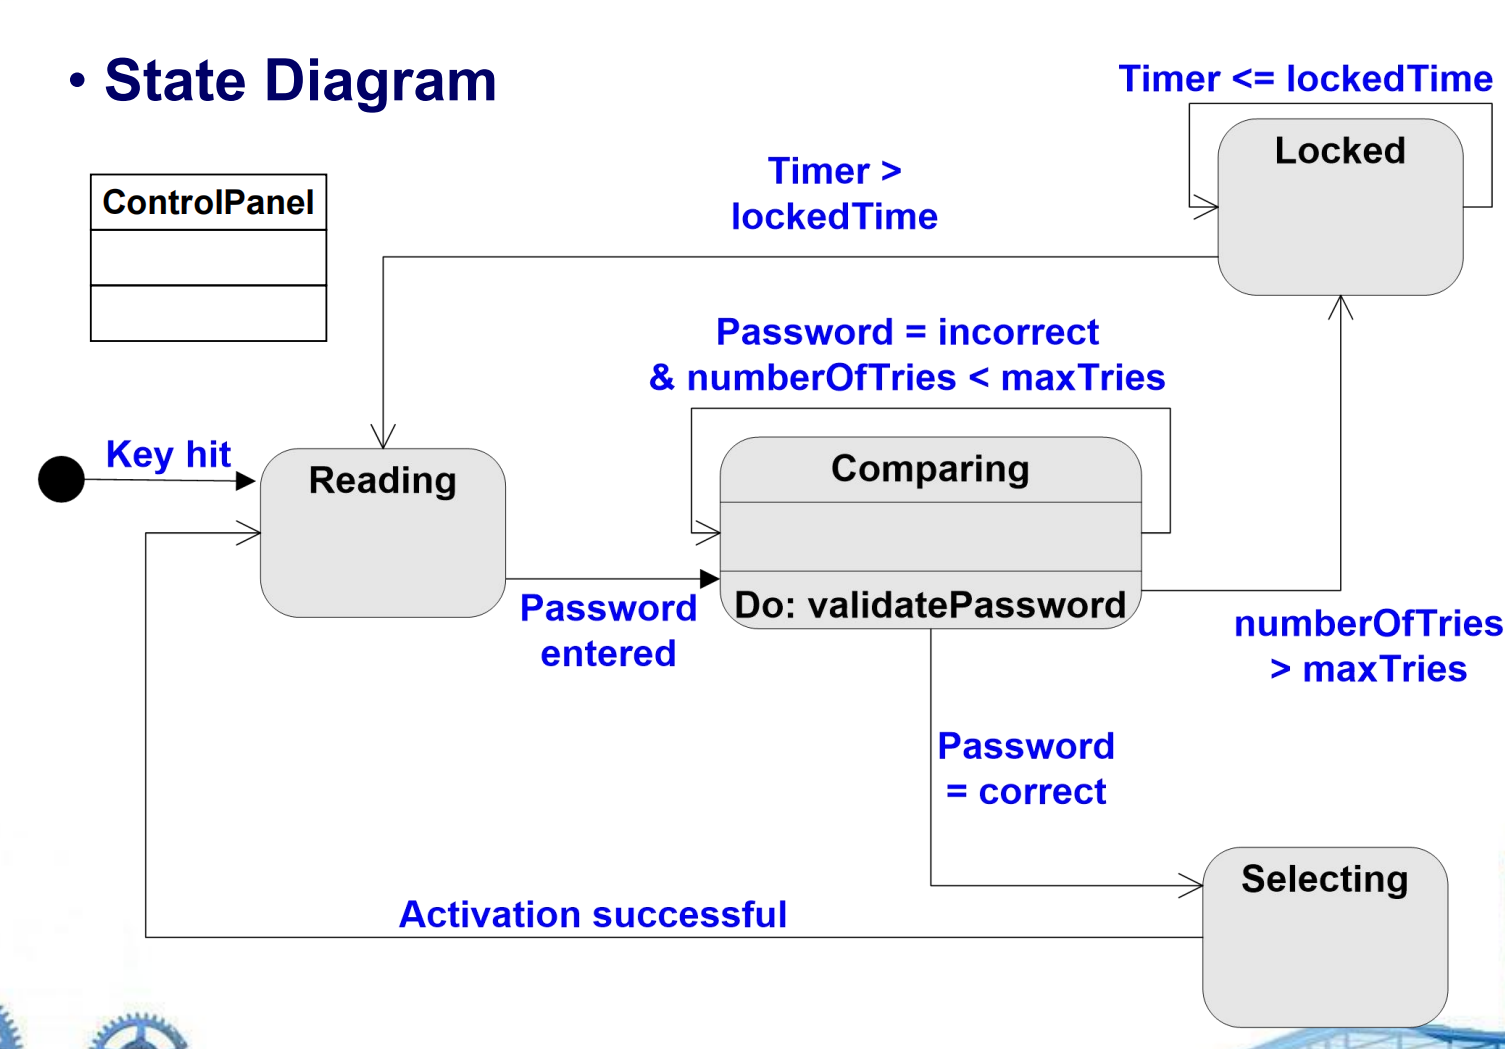 • State Diagram
Timer <= lockedTime
Locked
Timer >
lockedTime
ControlPanel
Password = incorrect
& numberOfTries < maxTries
Key hit
Reading
Comparing
Password
entered
Do: validatePassword
numberOfTries
> maxTries
Password
= correct
Selecting
Activation successful